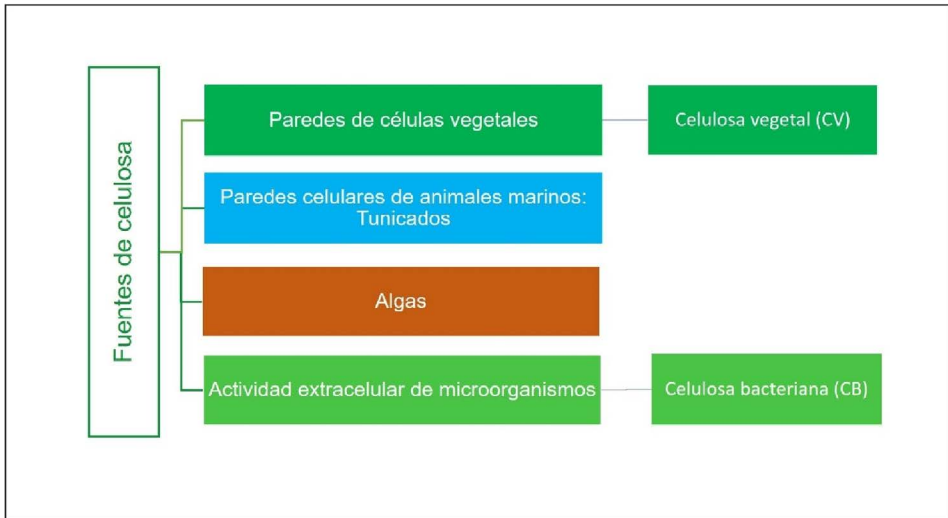 Fuentes de celulosa
Paredes de células vegetales
Celulosa vegetal (CV)
Paredes celulares de animales marinos:
Tunicados
Algas
Actividad extracelular de microorganismos
Celulosa bacteriana (CB)